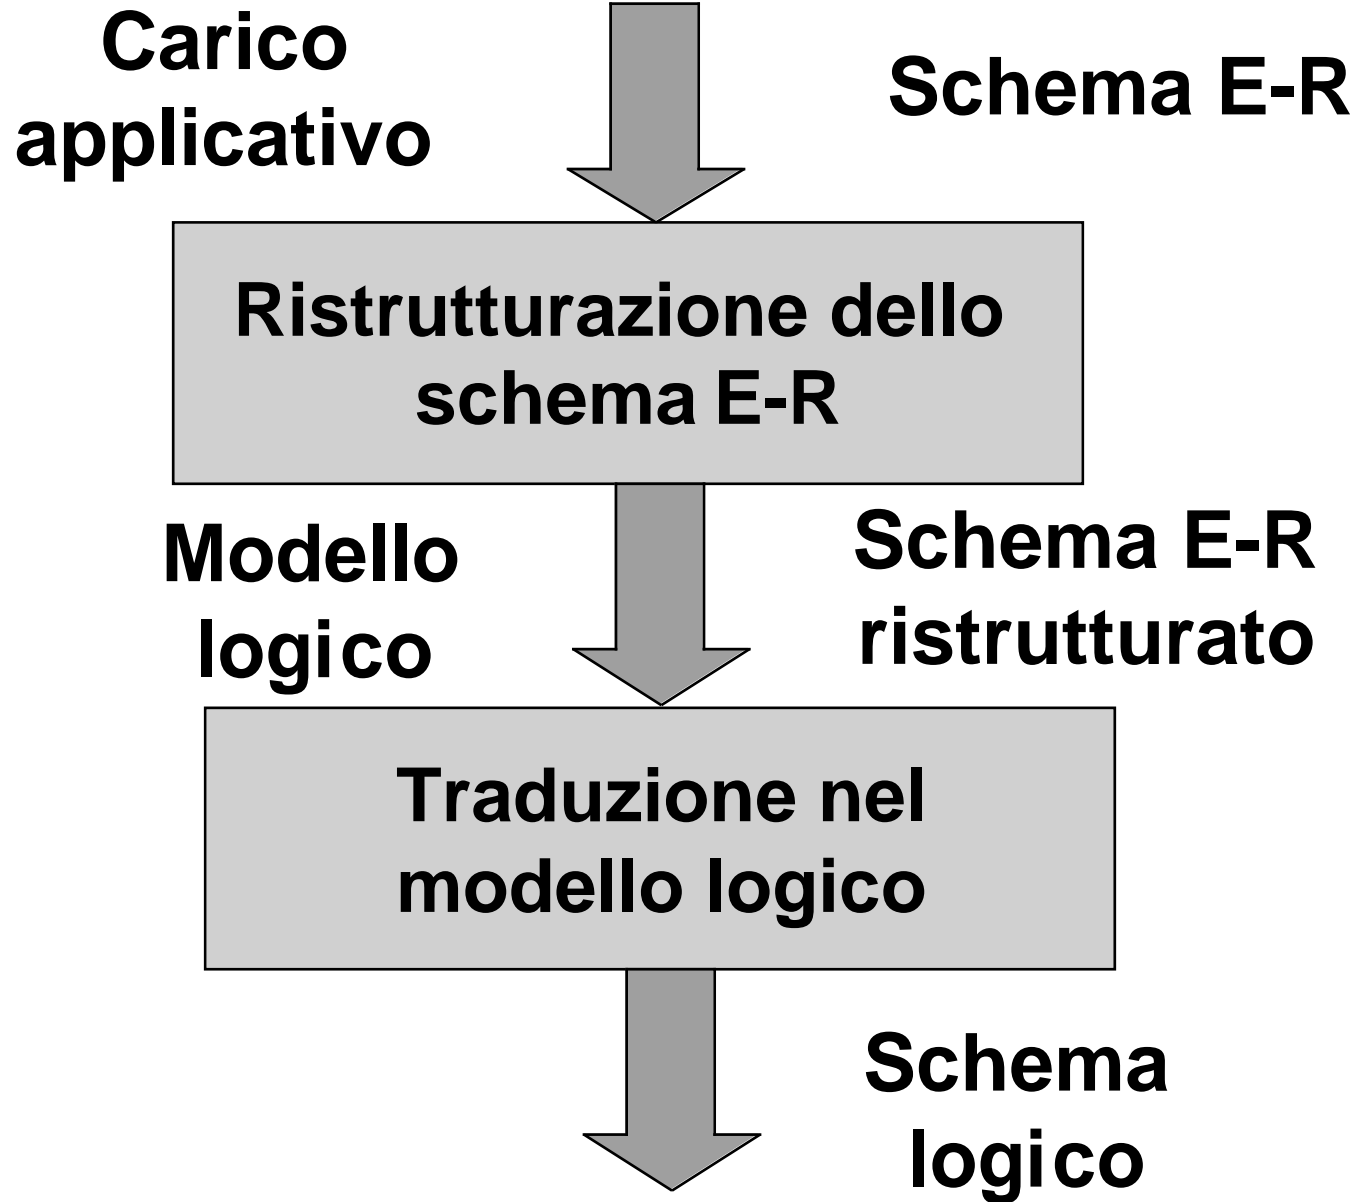 Carico
applicativo
Schema E-R
Ristrutturazione dello
schema E-R
Modello
logico
Schema E-R
ristrutturato
Traduzione nel
modello logico
Schema
logico